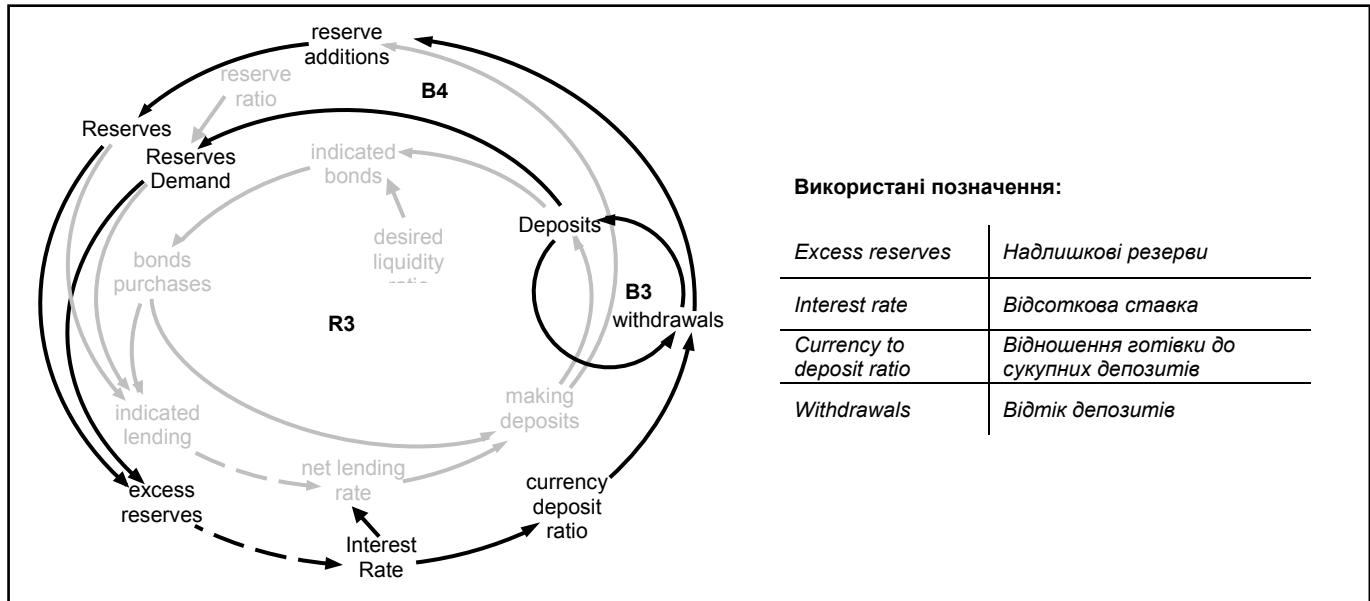 reserve
additions
reserve
ratio
B4
Reserves
Reserves
Demand
indicated
bonds
Deposits
desired
liquidity
ratio
bonds
purchases
B3
withdrawals
R3
making
deposits
indicated
lending
net lending
rate
currency
deposit
ratio
excess
reserves
Interest
Rate
Використані позначення:
Excess reserves Надлишкові резерви
Interest rate Відсоткова ставка
Currency to Відношення готівки до
deposit ratio сукупних депозитів
Withdrawals Відтік депозитів